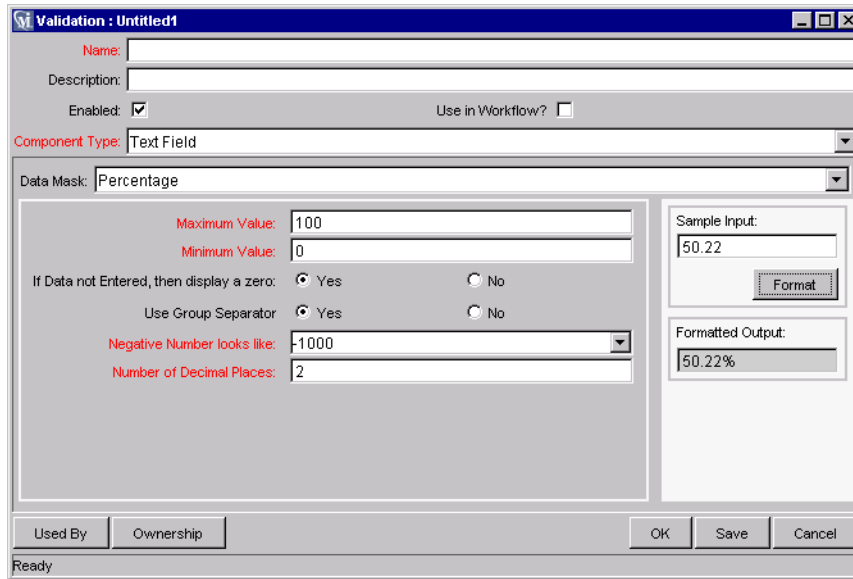 Validation : Untitled1
Name:
Description:
Enabled: Use in Workflow?
Component Type: Text Field
Data Mask: Percentage
Maximum Value: 100
Minimum Value: 0
If Data not Entered, then display a zero: Yes No
Use Group Separator Yes No
Negative Number looks like: -1000
Number of Decimal Places: 2
Sample Input:
50.22
Format
Formatted Output:
50.22%
Used By Ownership OK Save Cancel
Ready